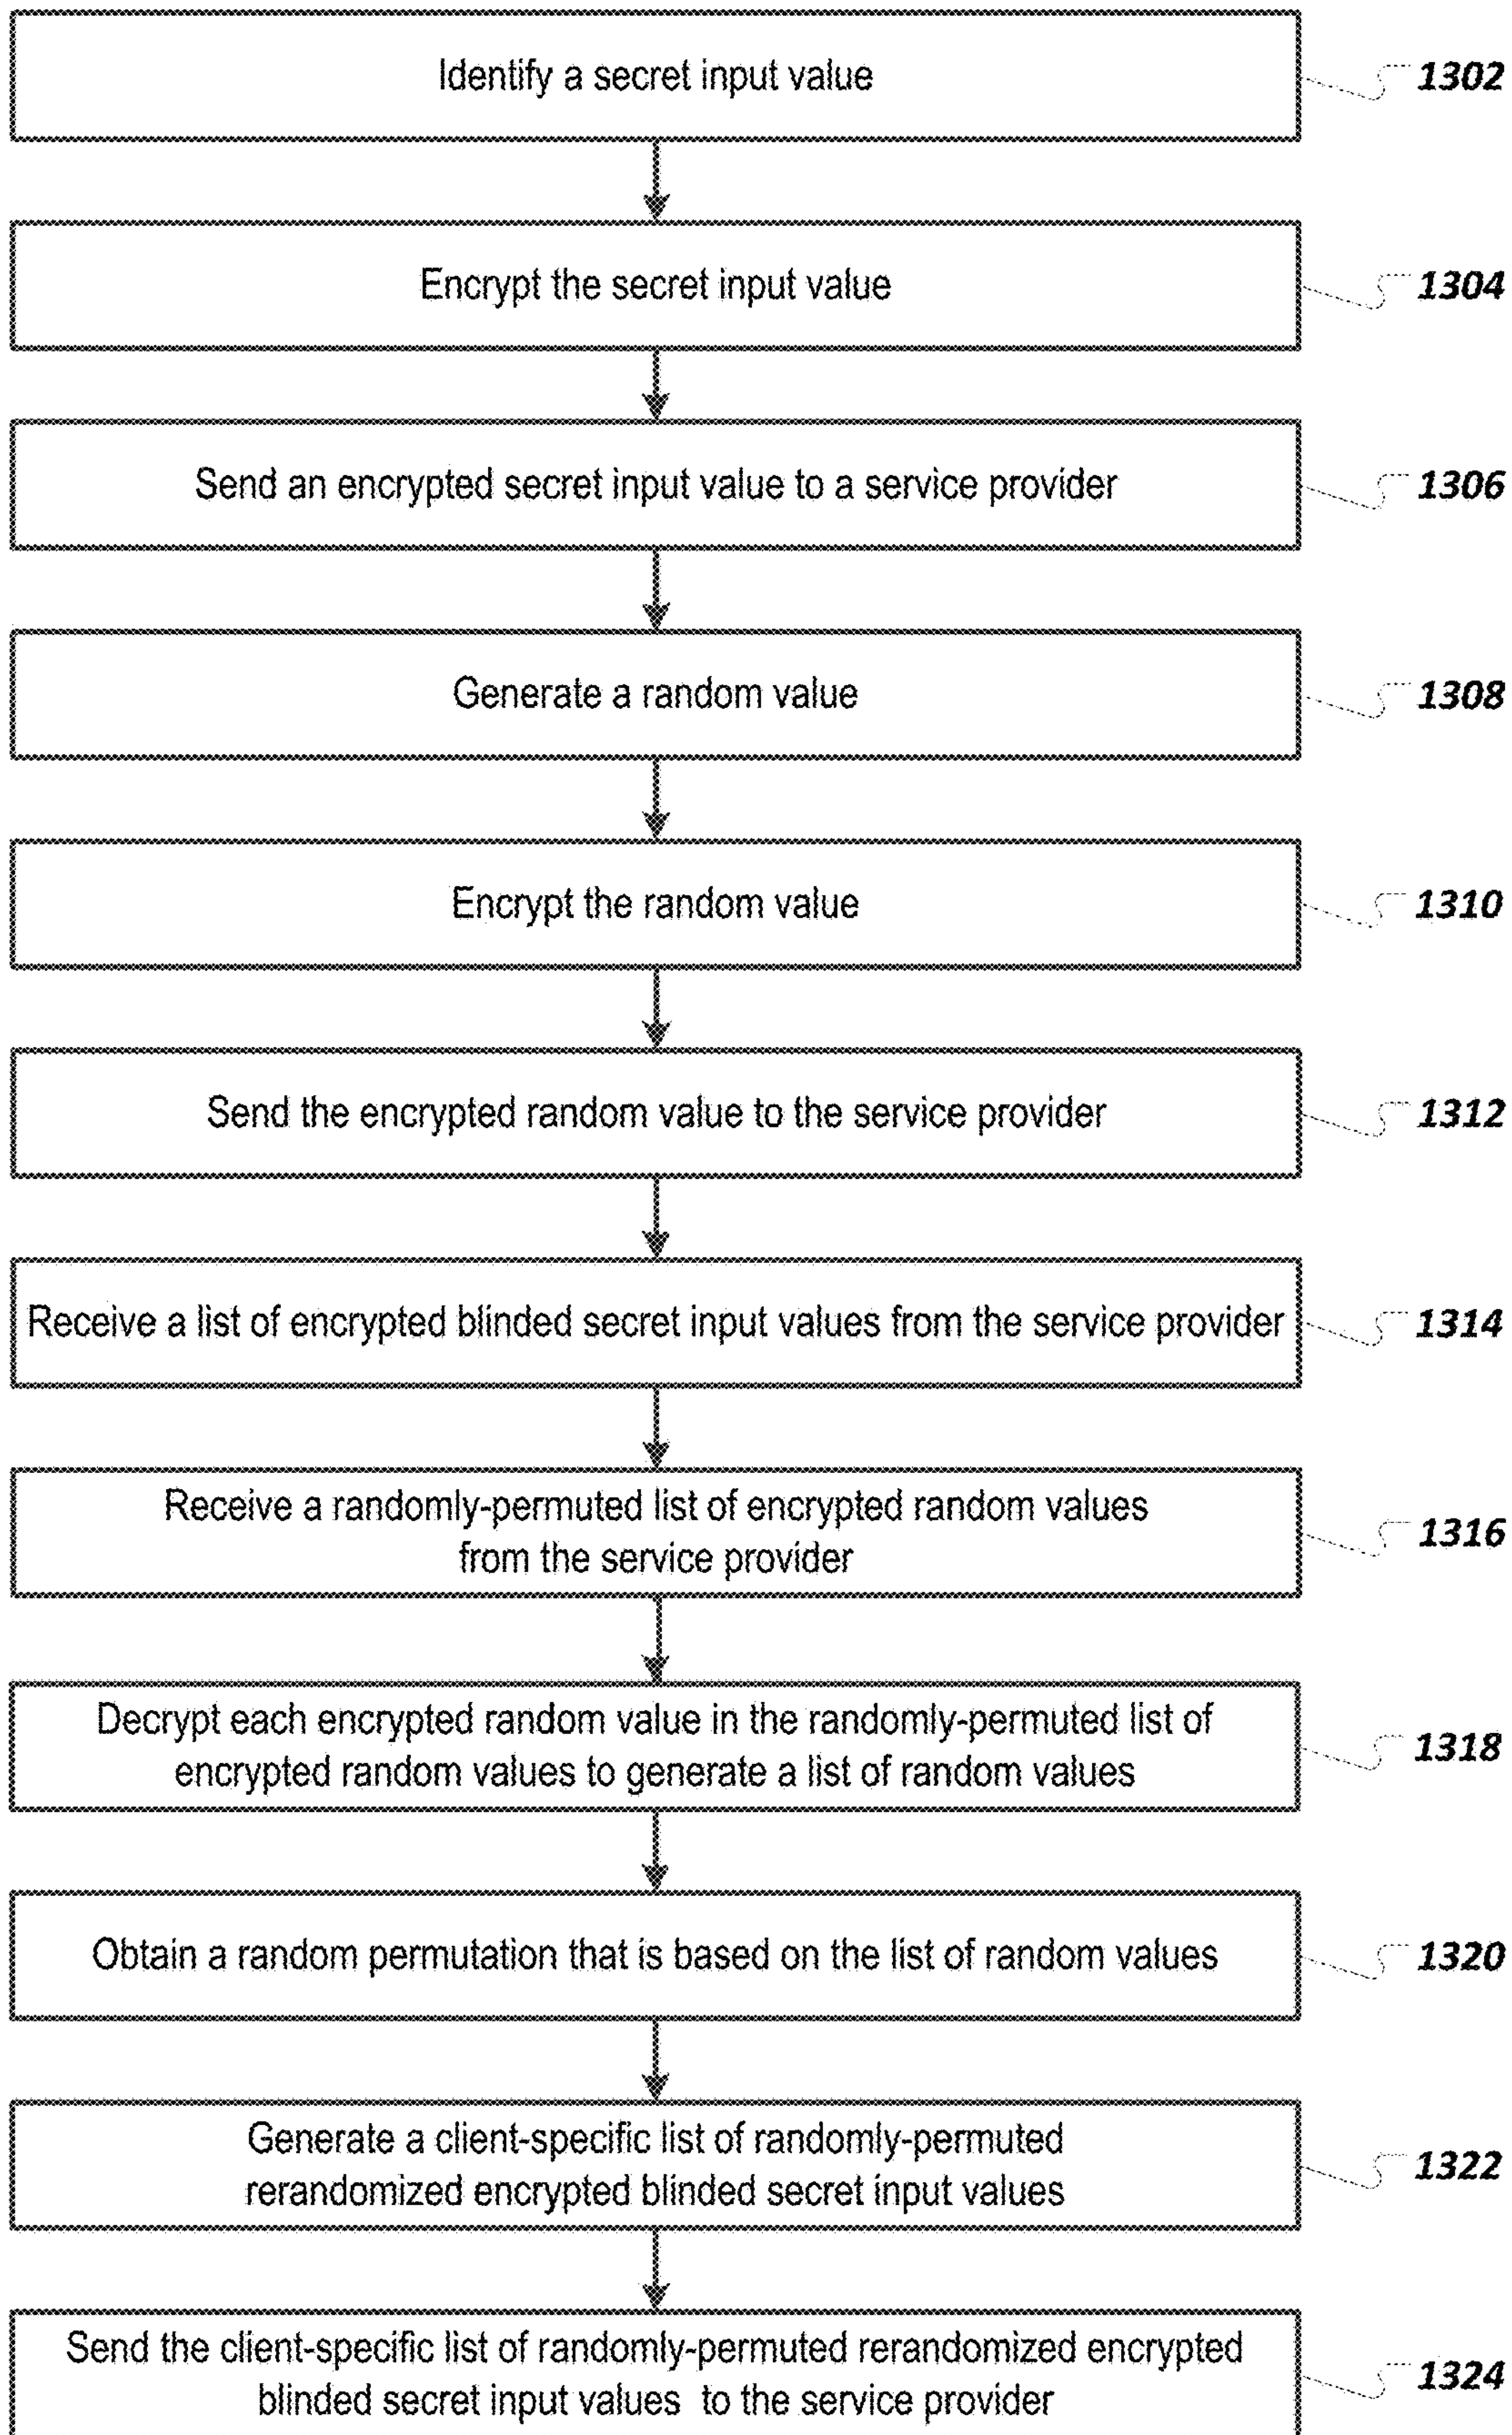 Identify a secret input value
1302
Encrypt the secret input value
1304
Send an encrypted secret input value to a service provider
1306
Generate a random value
1308
Encrypt the random value
1310
Send the encrypted random value to the service provider
1312
Receive a list of encrypted blinded secret input values from the service provider
1314
Receive a randomly-permuted list of encrypted random values
from the service provider
1316
Decrypt each encrypted random value in the randomly-permuted list of
encrypted random values to generate a list of random values
1318
Obtain a random permutation that is based on the list of random values
1320
Generate a client-specific list of randomly-permuted
rerandomized encrypted blinded secret input values
1322
Send the client-specific list of randomly-permuted rerandomized encrypted
blinded secret input values to the service provider
1324